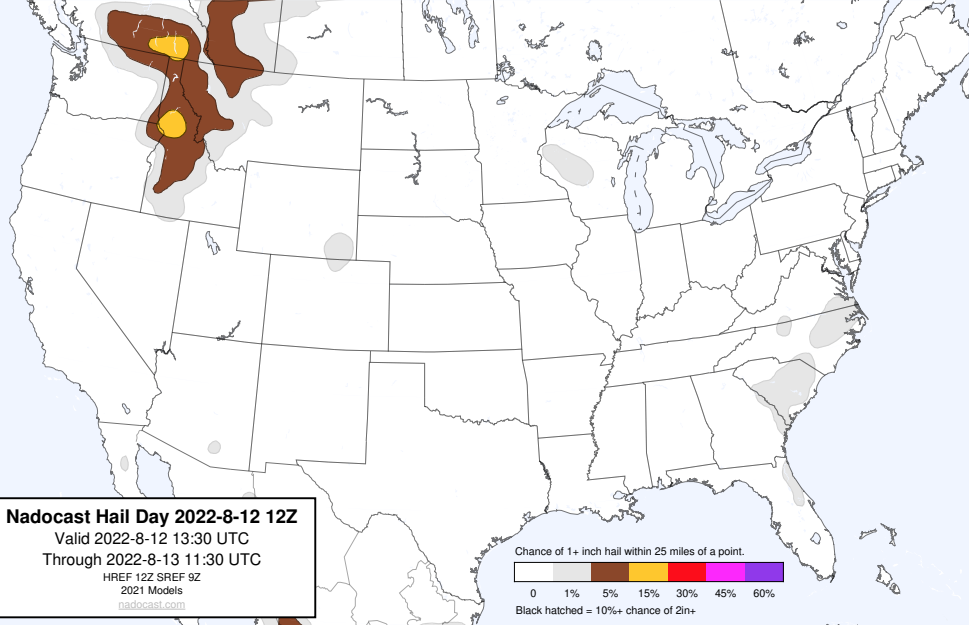 Nadocast Hail Day 2022-8-12 12Z
Valid 2022-8-12 13:30 UTC
Through 2022-8-13 11:30 UTC
HREF 12Z SREF 9Z
2021 Models
nadocast.com
Chance of 1+ inch hail within 25 miles of a point.
0 1% 5% 15% 30% 45% 60%
Black hatched = 10%+ chance of 2in+